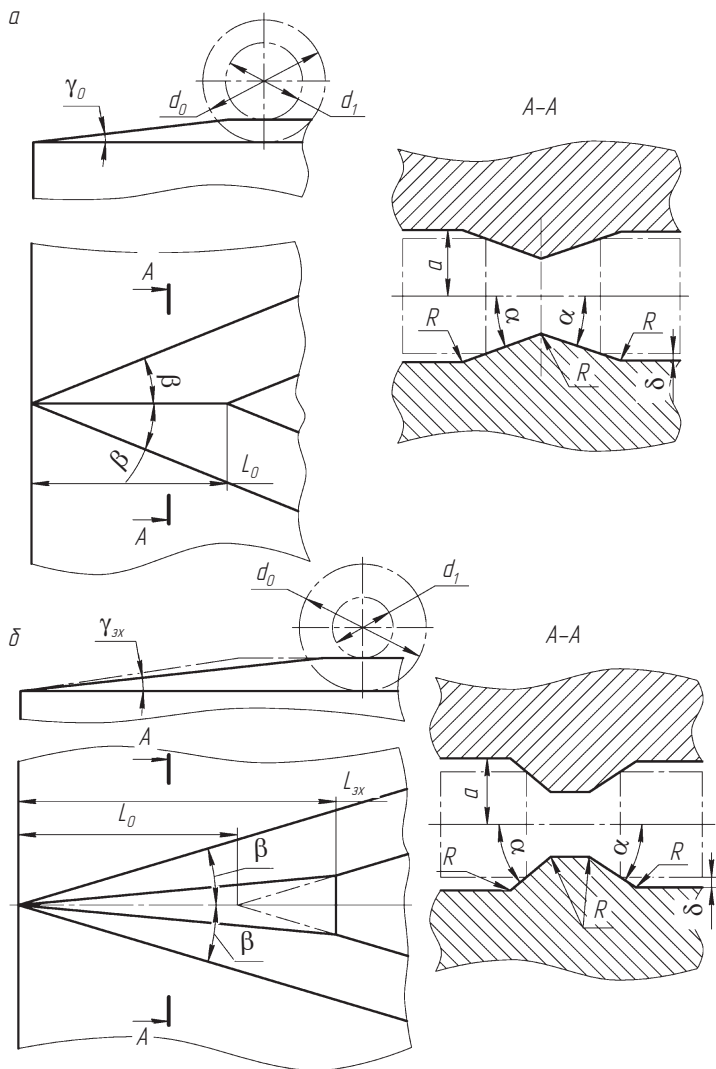 а
γ₀
d₀
d₁
А–А
А
a
R
α
α
R
R
δ
β
β
L₀
А
б
γзх
d₀
d₁
А–А
А
Lзх
L₀
a
β
α
α
R
R
R
δ
β
А